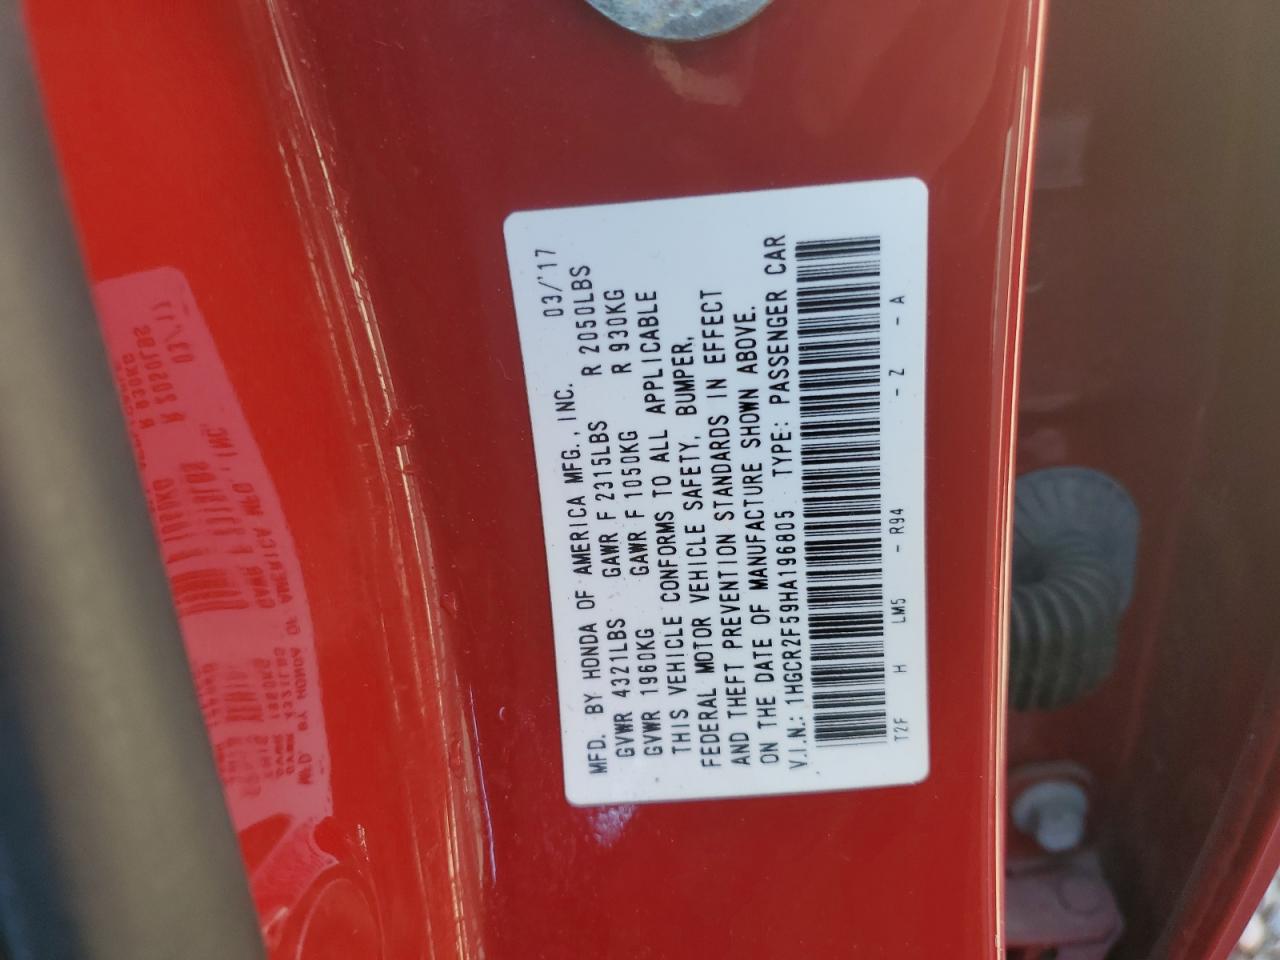 MFD. BY HONDA OF AMERICA MFG., INC. 03/'17
GVWR 4321LBS GAWR F 2315LBS R 2050LBS
GVWR 1960KG GAWR F 1050KG R 930KG
THIS VEHICLE CONFORMS TO ALL APPLICABLE
FEDERAL MOTOR VEHICLE SAFETY, BUMPER,
AND THEFT PREVENTION STANDARDS IN EFFECT
ON THE DATE OF MANUFACTURE SHOWN ABOVE.
V.I.N.: 1HGCR2F59HA196805 TYPE: PASSENGER CAR
T2F H LM5 - R94 - Z - A